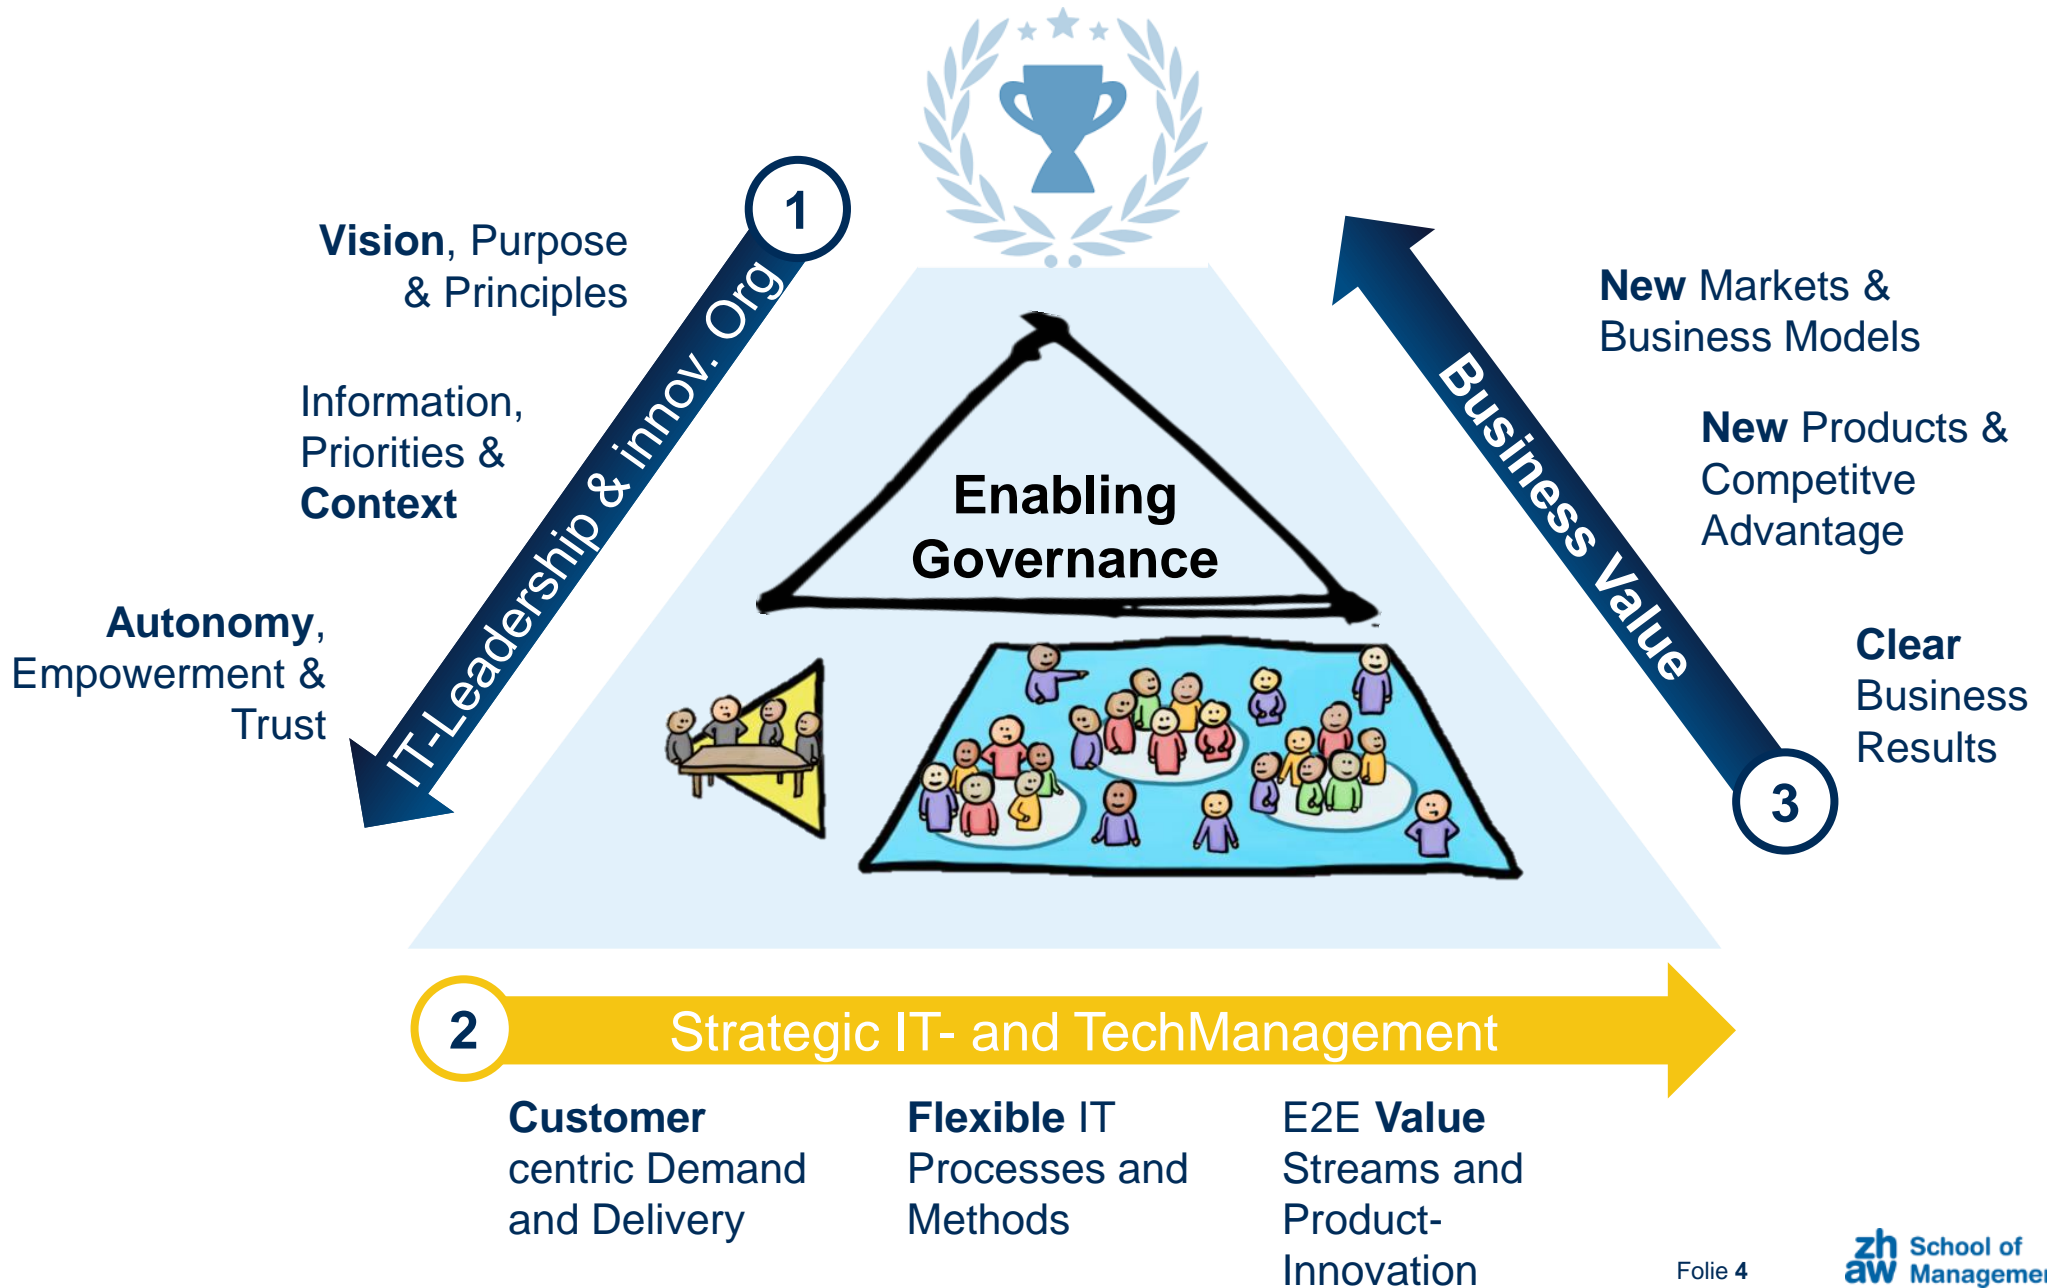 1
Vision, Purpose
& Principles
Information,
Priorities &
Context
Autonomy,
Empowerment &
Trust
IT-Leadership & innov. Org
Enabling
Governance
Business Value
New Markets &
Business Models
New Products &
Competitve
Advantage
Clear
Business
Results
3
2
Strategic IT- and TechManagement
Customer
centric Demand
and Delivery
Flexible IT
Processes and
Methods
E2E Value
Streams and
Product-
Innovation
Folie 4
zh
aw
School of
Managemen